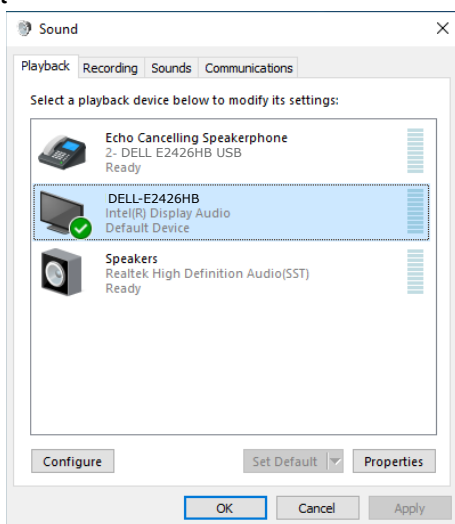 Sound
Playback Recording Sounds Communications
Select a playback device below to modify its settings:
Echo Cancelling Speakerphone
2- DELL E2426HB USB
Ready
DELL-E2426HB
Intel(R) Display Audio
Default Device
Speakers
Realtek High Definition Audio(SST)
Ready
Configure Set Default Properties
OK Cancel Apply